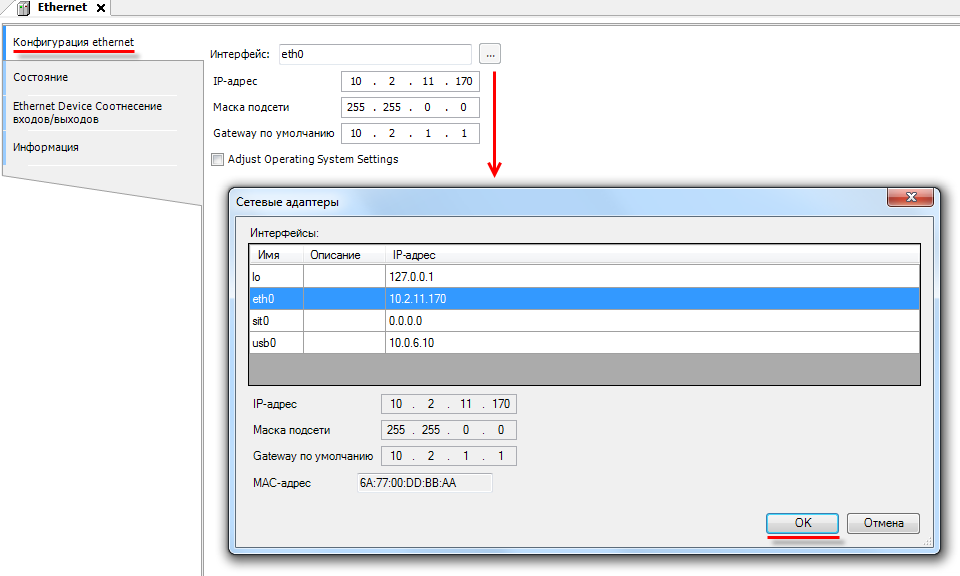 Ethernet
Конфигурация ethernet
Состояние
Ethernet Device Соотнесение
входов/выходов
Информация
Интерфейс: eth0 ...
IP-адрес 10 . 2 . 11 . 170
Маска подсети 255 . 255 . 0 . 0
Gateway по умолчанию 10 . 2 . 1 . 1
Adjust Operating System Settings
Сетевые адаптеры
Интерфейсы:
Имя Описание IP-адрес
lo 127.0.0.1
eth0 10.2.11.170
sit0 0.0.0.0
usb0 10.0.6.10
IP-адрес 10 . 2 . 11 . 170
Маска подсети 255 . 255 . 0 . 0
Gateway по умолчанию 10 . 2 . 1 . 1
MAC-адрес 6A:77:00:DD:BB:AA
OK Отмена